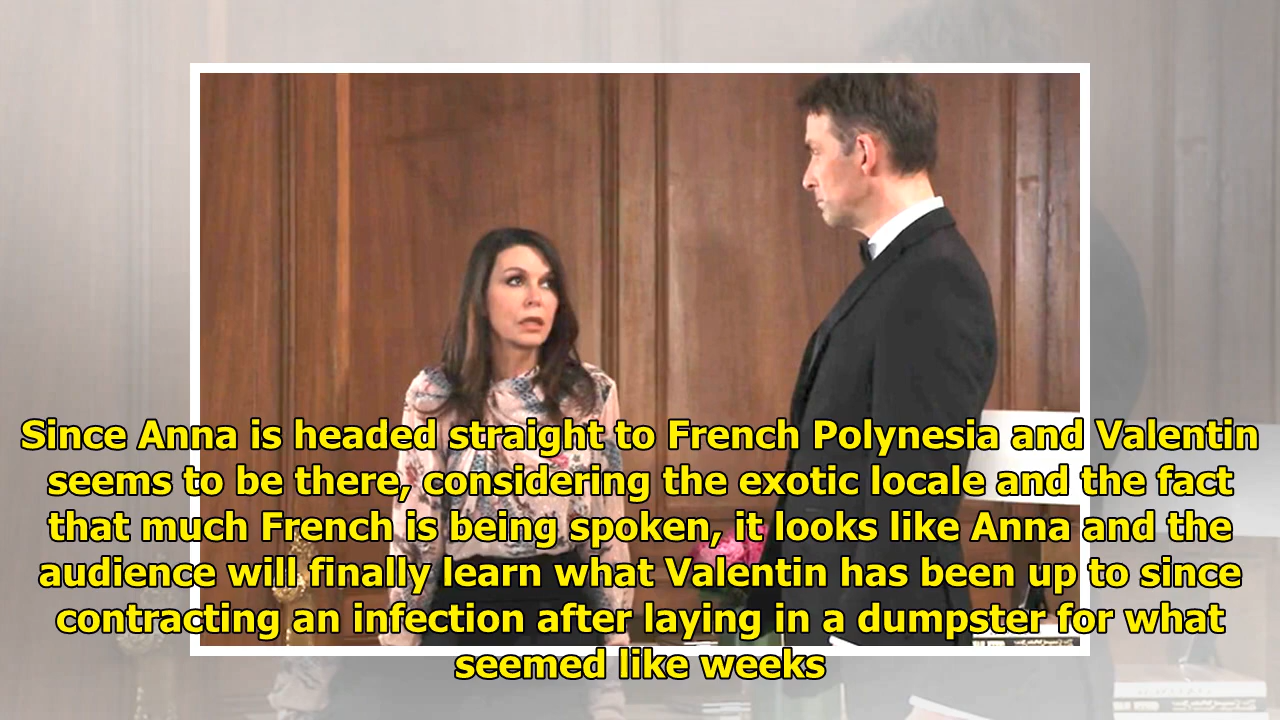 Since Anna is headed straight to French Polynesia and Valentin
seems to be there, considering the exotic locale and the fact
that much French is being spoken, it looks like Anna and the
audience will finally learn what Valentin has been up to since
contracting an infection after laying in a dumpster for what
seemed like weeks